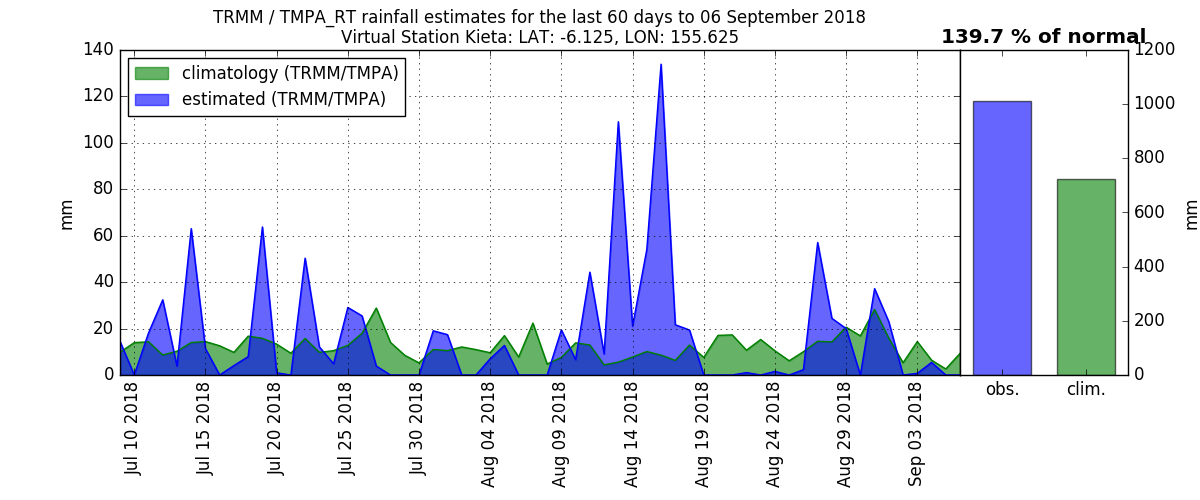 TRMM / TMPA_RT rainfall estimates for the last 60 days to 06 September 2018
Virtual Station Kieta: LAT: -6.125, LON: 155.625
139.7 % of normal
climatology (TRMM/TMPA)
estimated (TRMM/TMPA)
mm
140
120
100
80
60
40
20
0
Jul 10 2018
Jul 15 2018
Jul 20 2018
Jul 25 2018
Jul 30 2018
Aug 04 2018
Aug 09 2018
Aug 14 2018
Aug 19 2018
Aug 24 2018
Aug 29 2018
Sep 03 2018
obs.
clim.
1200
1000
800
600
400
200
0
mm